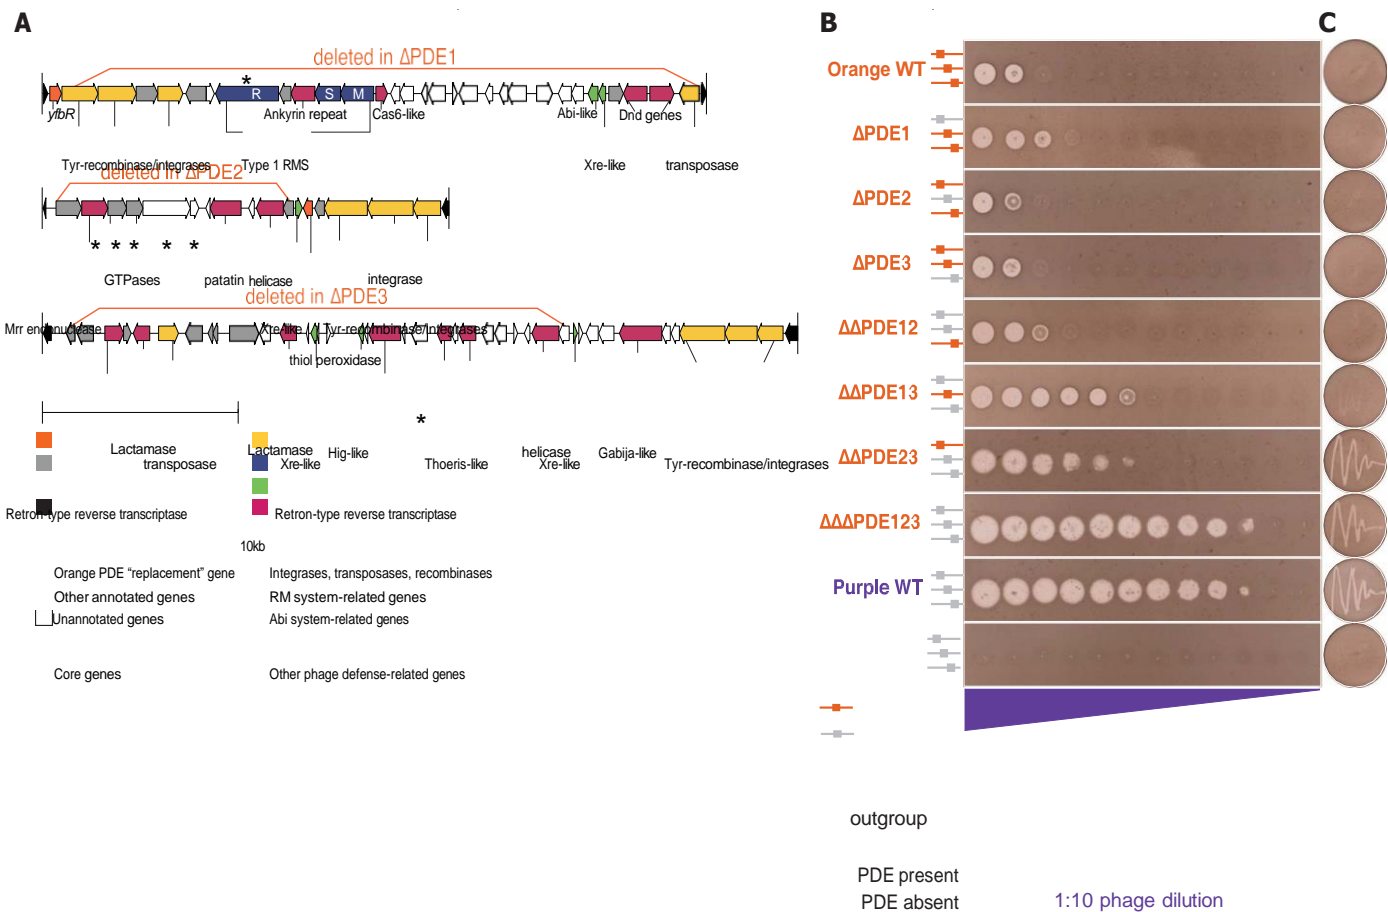 A
B
C
deleted in ΔPDE1
*
R
S
M
yfbR
Ankyrin repeat
Cas6-like
Abi-like
Dnd genes
Tyr-recombinase/integrases
Type 1 RMS
Xre-like
transposase
deleted in ΔPDE2
* * * * *
GTPases
patatin
helicase
integrase
deleted in ΔPDE3
Mrr endonuclease
Xre-like
Tyr-recombinase/integrases
thiol peroxidase
*
Lactamase
transposase
Lactamase
Xre-like
Hig-like
Thoeris-like
helicase
Xre-like
Gabija-like
Tyr-recombinase/integrases
Retron-type reverse transcriptase
Retron-type reverse transcriptase
10kb
Orange PDE “replacement” gene
Integrases, transposases, recombinases
Other annotated genes
RM system-related genes
Unannotated genes
Abi system-related genes
Core genes
Other phage defense-related genes
Orange WT
ΔPDE1
ΔPDE2
ΔPDE3
ΔΔPDE12
ΔΔPDE13
ΔΔPDE23
ΔΔΔPDE123
Purple WT
outgroup
PDE present
PDE absent
1:10 phage dilution